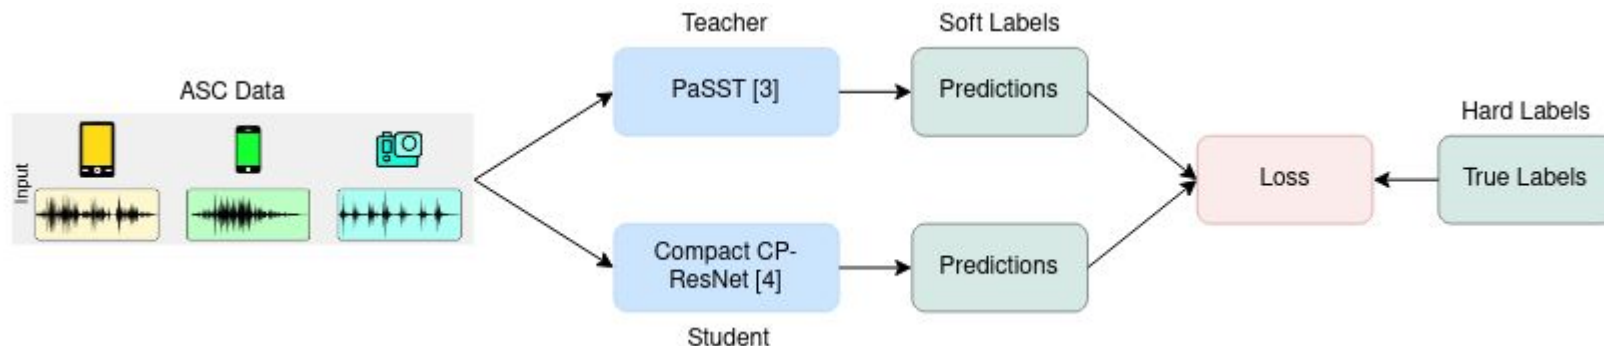 ASC Data
Input
Teacher
PaSST [3]
Compact CP-
ResNet [4]
Student
Soft Labels
Predictions
Predictions
Loss
Hard Labels
True Labels